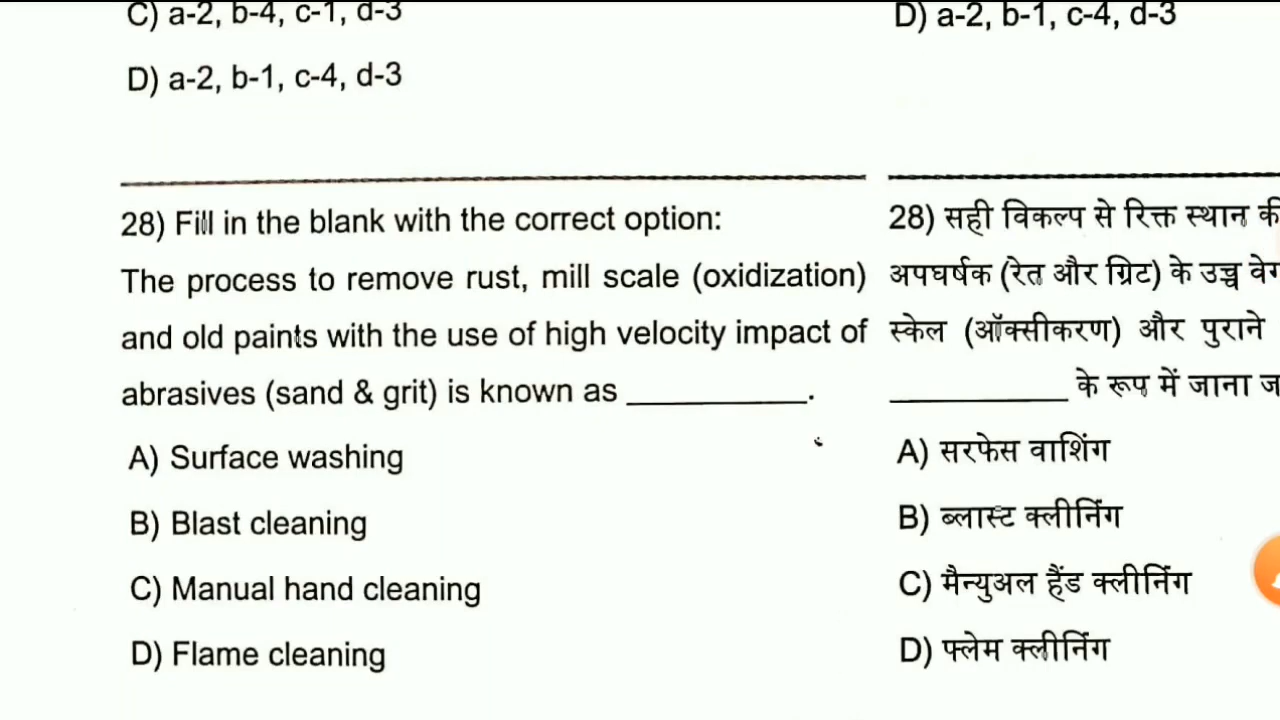 C) a-2, b-4, c-1, d-3
D) a-2, b-1, c-4, d-3
28) Fill in the blank with the correct option:
The process to remove rust, mill scale (oxidization)
and old paints with the use of high velocity impact of
abrasives (sand & grit) is known as __________.
A) Surface washing
B) Blast cleaning
C) Manual hand cleaning
D) Flame cleaning
D) a-2, b-1, c-4, d-3
28) सही विकल्प से रिक्त स्थान की
अपघर्षक (रेत और ग्रिट) के उच्च वेग
स्केल (ऑक्सीकरण) और पुराने
__________ के रूप में जाना ज
A) सरफेस वाशिंग
B) ब्लास्ट क्लीनिंग
C) मैन्युअल हैंड क्लीनिंग
D) फ्लेम क्लीनिंग